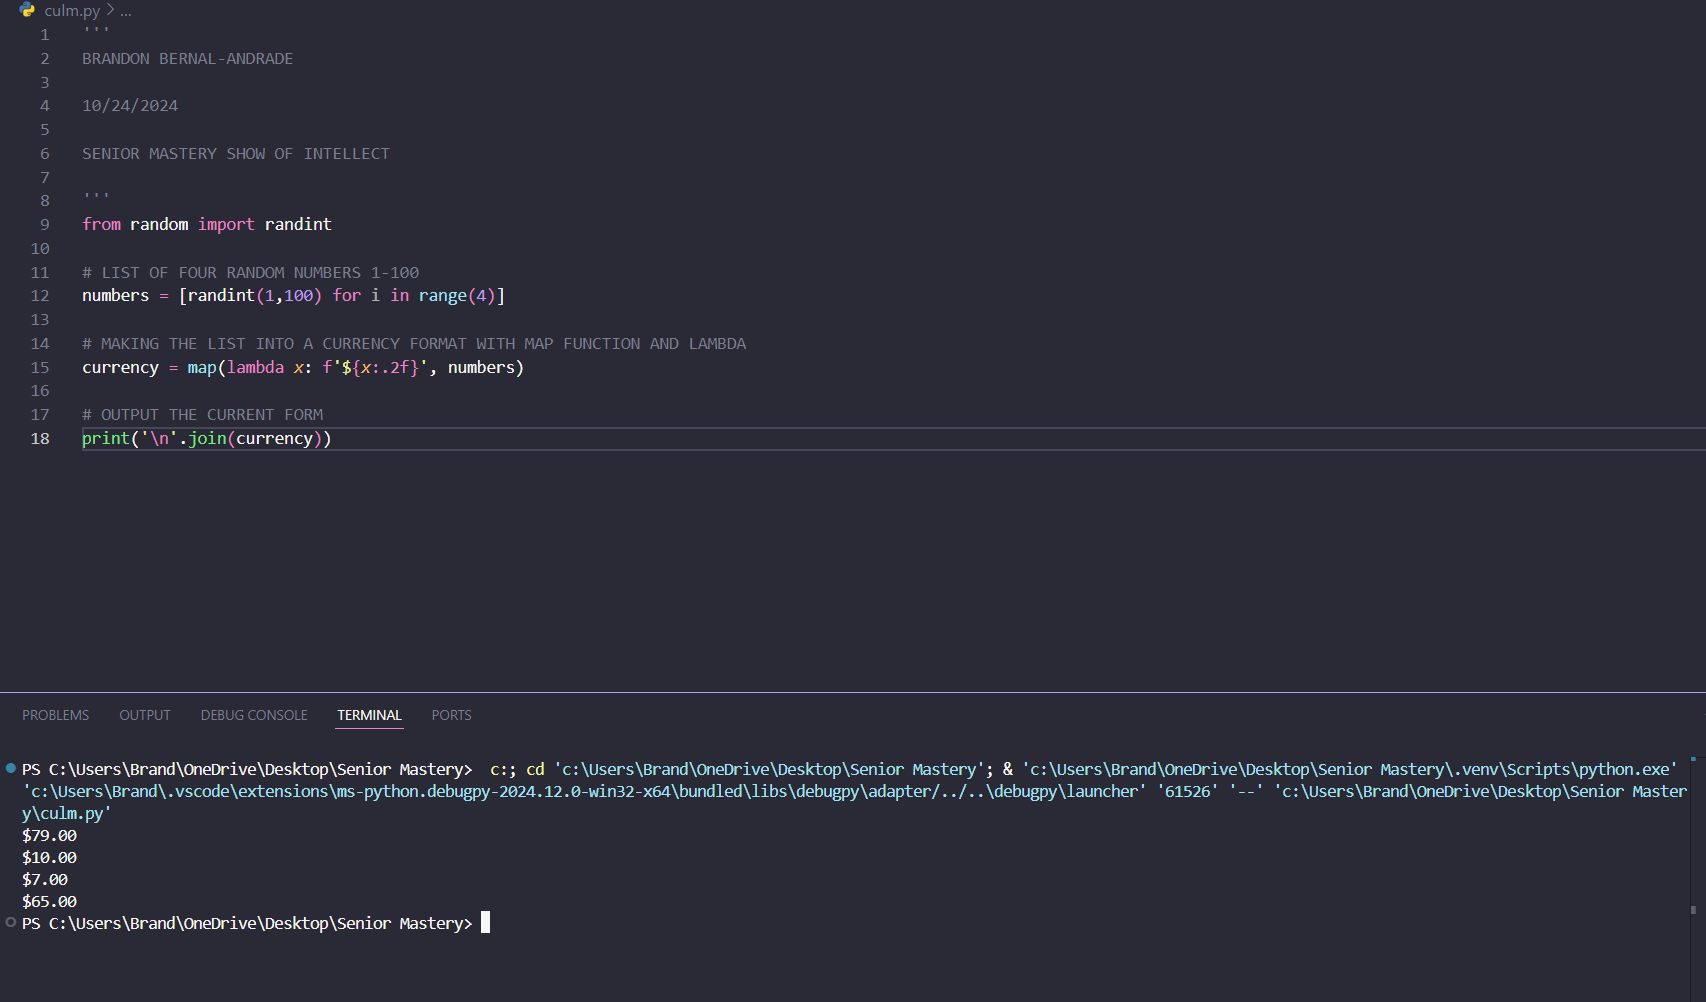 culm.py > ...
1 '''
2 BRANDON BERNAL-ANDRADE
3
4 10/24/2024
5
6 SENIOR MASTERY SHOW OF INTELLECT
7
8 '''
9 from random import randint
10
11 # LIST OF FOUR RANDOM NUMBERS 1-100
12 numbers = [randint(1,100) for i in range(4)]
13
14 # MAKING THE LIST INTO A CURRENCY FORMAT WITH MAP FUNCTION AND LAMBDA
15 currency = map(lambda x: f'${x:.2f}', numbers)
16
17 # OUTPUT THE CURRENT FORM
18 print('\n'.join(currency))
PROBLEMS OUTPUT DEBUG CONSOLE TERMINAL PORTS
PS C:\Users\Brand\OneDrive\Desktop\Senior Mastery> c:; cd 'c:\Users\Brand\OneDrive\Desktop\Senior Mastery'; & 'c:\Users\Brand\OneDrive\Desktop\Senior Mastery\.venv\Scripts\python.exe'
'c:\Users\Brand\.vscode\extensions\ms-python.debugpy-2024.12.0-win32-x64\bundled\libs\debugpy\adapter/../..\debugpy\launcher' '61526' '--' 'c:\Users\Brand\OneDrive\Desktop\Senior Master
y\culm.py'
$79.00
$10.00
$7.00
$65.00
PS C:\Users\Brand\OneDrive\Desktop\Senior Mastery>